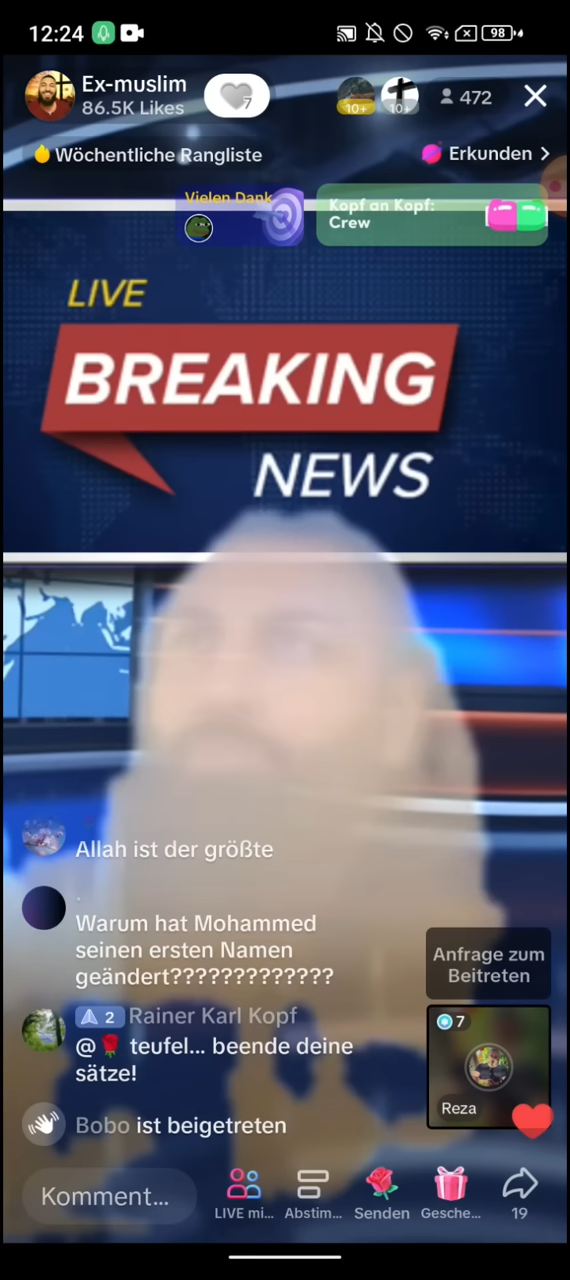 12:24
98
Ex-muslim
86.5K Likes
7
10+
10+
472
Wöchentliche Rangliste
Erkunden
Vielen Dank
Kopf an Kopf:
Crew
LIVE
BREAKING
NEWS
Allah ist der größte
.
Warum hat Mohammed
seinen ersten Namen
geändert?????????????
Anfrage zum
Beitreten
2 Rainer Karl Kopf
@🌹 teufel... beende deine
sätze!
7
Reza
Bobo ist beigetreten
Komment...
LIVE mi...
Abstim...
Senden
Gesche...
19